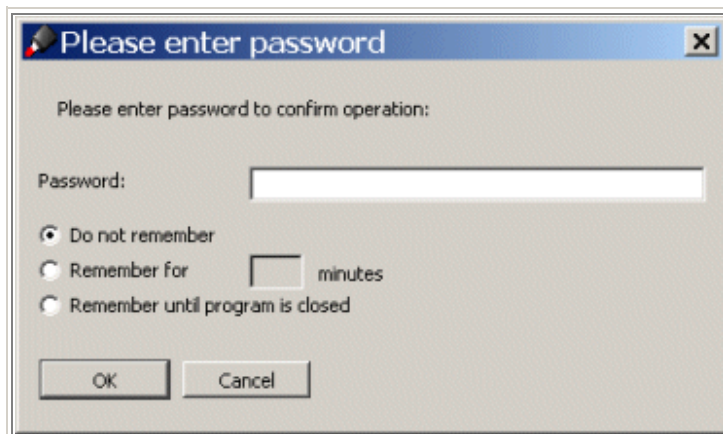 Please enter password
Please enter password to confirm operation:
Password:
Do not remember
Remember for minutes
Remember until program is closed
OK Cancel